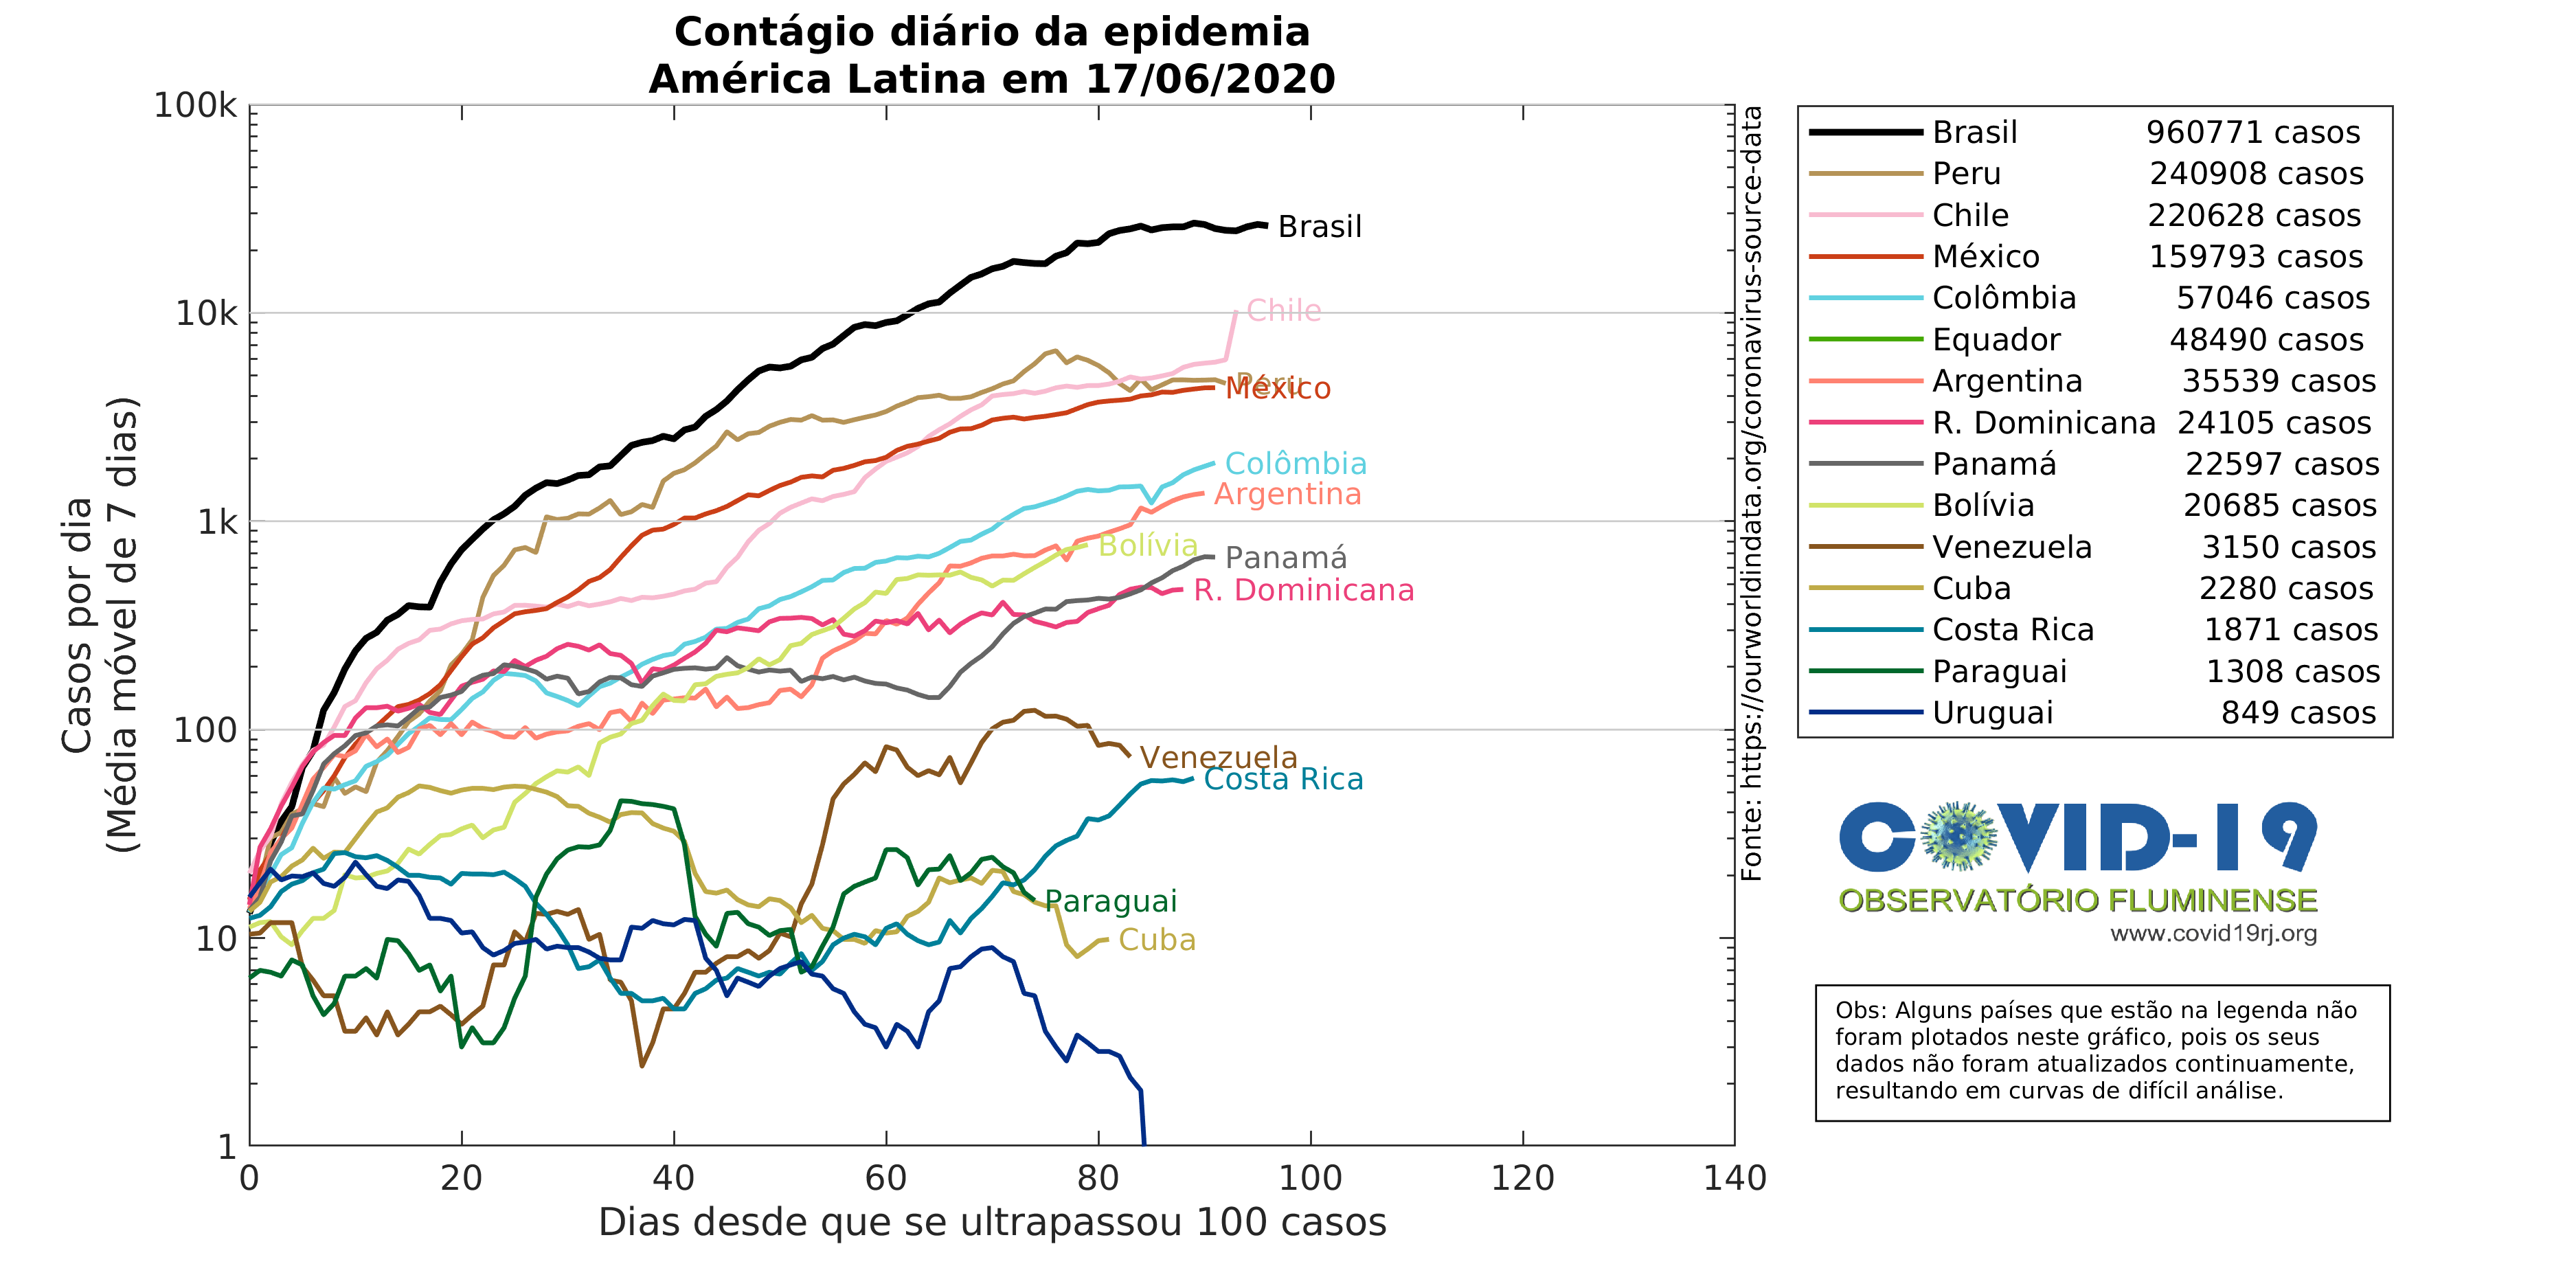 Contágio diário da epidemia
América Latina em 17/06/2020
Casos por dia
(Média móvel de 7 dias)
100k
10k
1k
100
10
1
0 20 40 60 80 100 120 140
Dias desde que se ultrapassou 100 casos
Brasil
Chile
Peru
México
Colômbia
Argentina
Bolívia
Panamá
R. Dominicana
Venezuela
Costa Rica
Paraguai
Cuba
Fonte: https://ourworldindata.org/coronavirus-source-data
Brasil 960771 casos
Peru 240908 casos
Chile 220628 casos
México 159793 casos
Colômbia 57046 casos
Equador 48490 casos
Argentina 35539 casos
R. Dominicana 24105 casos
Panamá 22597 casos
Bolívia 20685 casos
Venezuela 3150 casos
Cuba 2280 casos
Costa Rica 1871 casos
Paraguai 1308 casos
Uruguai 849 casos
COVID-19
OBSERVATÓRIO FLUMINENSE
www.covid19rj.org
Obs: Alguns países que estão na legenda não
foram plotados neste gráfico, pois os seus
dados não foram atualizados continuamente,
resultando em curvas de difícil análise.